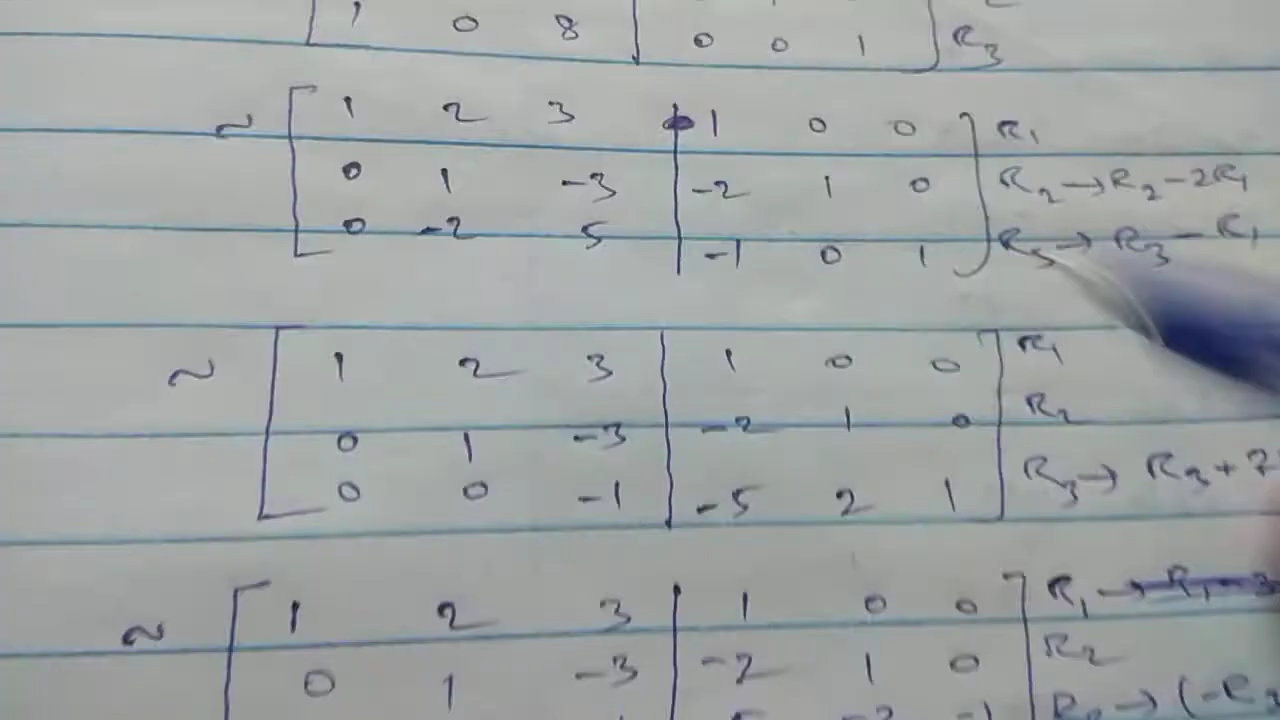 1 0 8 | 0 0 1 ] R3
~ [ 1 2 3 | 1 0 0 ] R1
0 1 -3 | -2 1 0 R2 → R2 - 2R1
0 -2 5 | -1 0 1 R3 → R3 - R1
~ [ 1 2 3 | 1 0 0 ] R1
0 1 -3 | -2 1 0 R2
0 0 -1 | -5 2 1 R3 → R3 + 2
~ [ 1 2 3 | 1 0 0 ] R1
0 1 -3 | -2 1 0 R2